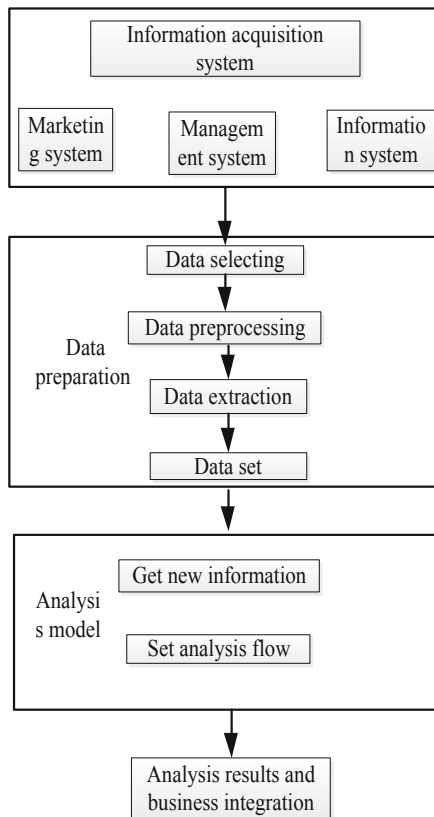 Information acquisition
system
Marketin
g system
Managem
ent system
Informatio
n system
Data selecting
Data preprocessing
Data
preparation
Data extraction
Data set
Get new information
Analysi
s model
Set analysis flow
Analysis results and
business integration